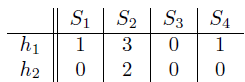 S₁ S₂ S₃ S₄
h₁ 1 3 0 1
h₂ 0 2 0 0